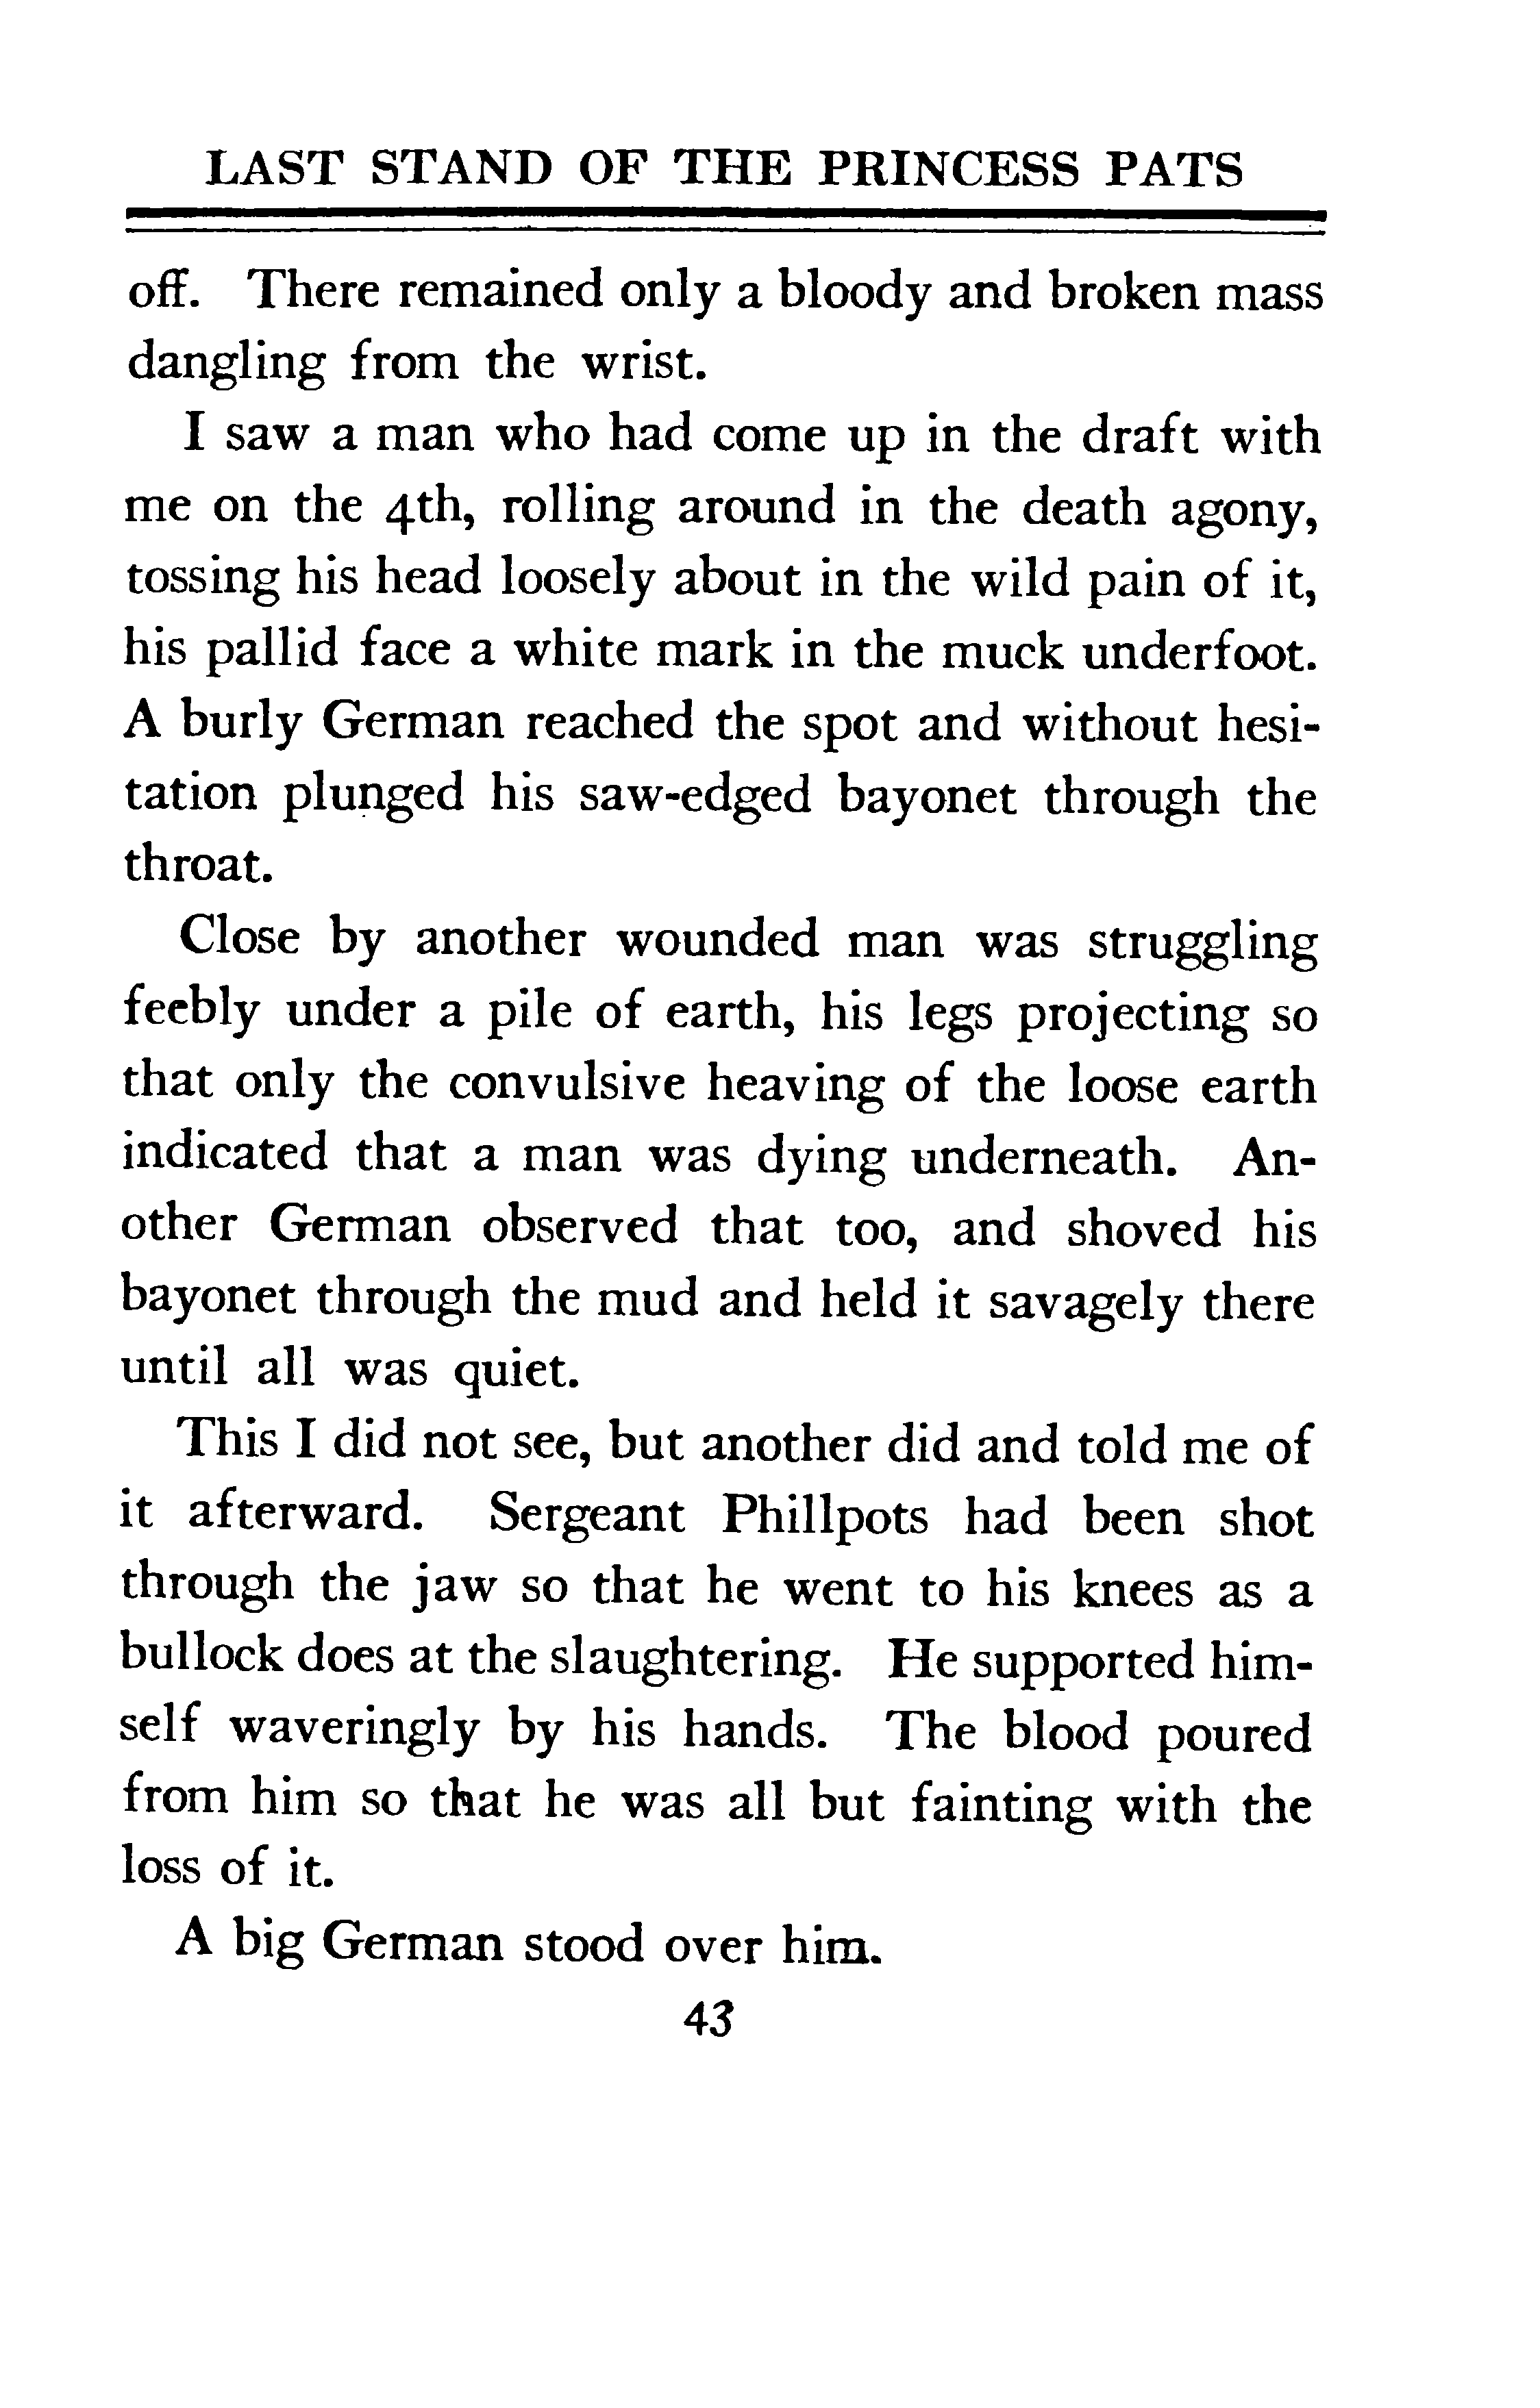 LAST STAND OF THE PRINCESS PATS
off. There remained only a bloody and broken mass
dangling from the wrist.
I saw a man who had come up in the draft with
me on the 4th, rolling around in the death agony,
tossing his head loosely about in the wild pain of it,
his pallid face a white mark in the muck underfoot.
A burly German reached the spot and without hesi-
tation plunged his saw-edged bayonet through the
throat.
Close by another wounded man was struggling
feebly under a pile of earth, his legs projecting so
that only the convulsive heaving of the loose earth
indicated that a man was dying underneath. An-
other German observed that too, and shoved his
bayonet through the mud and held it savagely there
until all was quiet.
This I did not see, but another did and told me of
it afterward. Sergeant Phillpots had been shot
through the jaw so that he went to his knees as a
bullock does at the slaughtering. He supported him-
self waveringly by his hands. The blood poured
from him so that he was all but fainting with the
loss of it.
A big German stood over him.
43